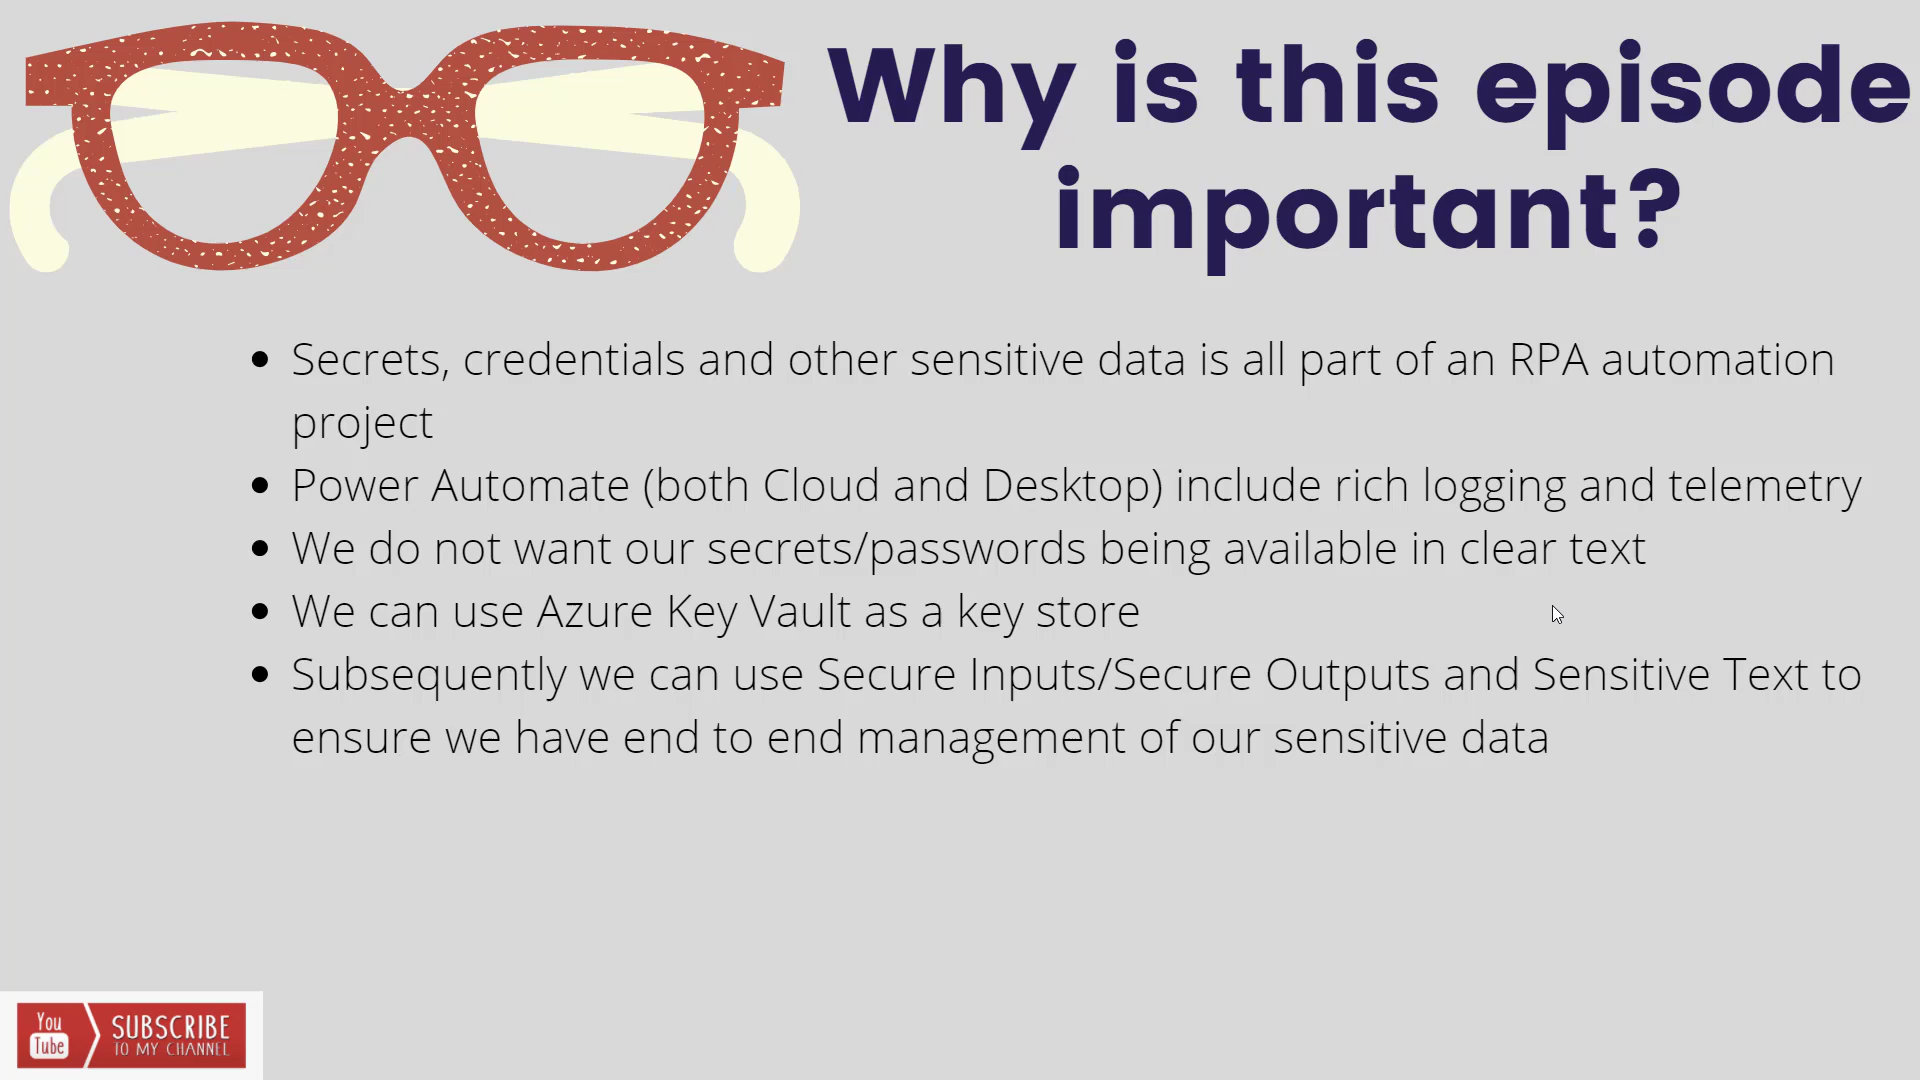 Why is this episode
important?
• Secrets, credentials and other sensitive data is all part of an RPA automation
project
• Power Automate (both Cloud and Desktop) include rich logging and telemetry
• We do not want our secrets/passwords being available in clear text
• We can use Azure Key Vault as a key store
• Subsequently we can use Secure Inputs/Secure Outputs and Sensitive Text to
ensure we have end to end management of our sensitive data
You
Tube
SUBSCRIBE
TO MY CHANNEL